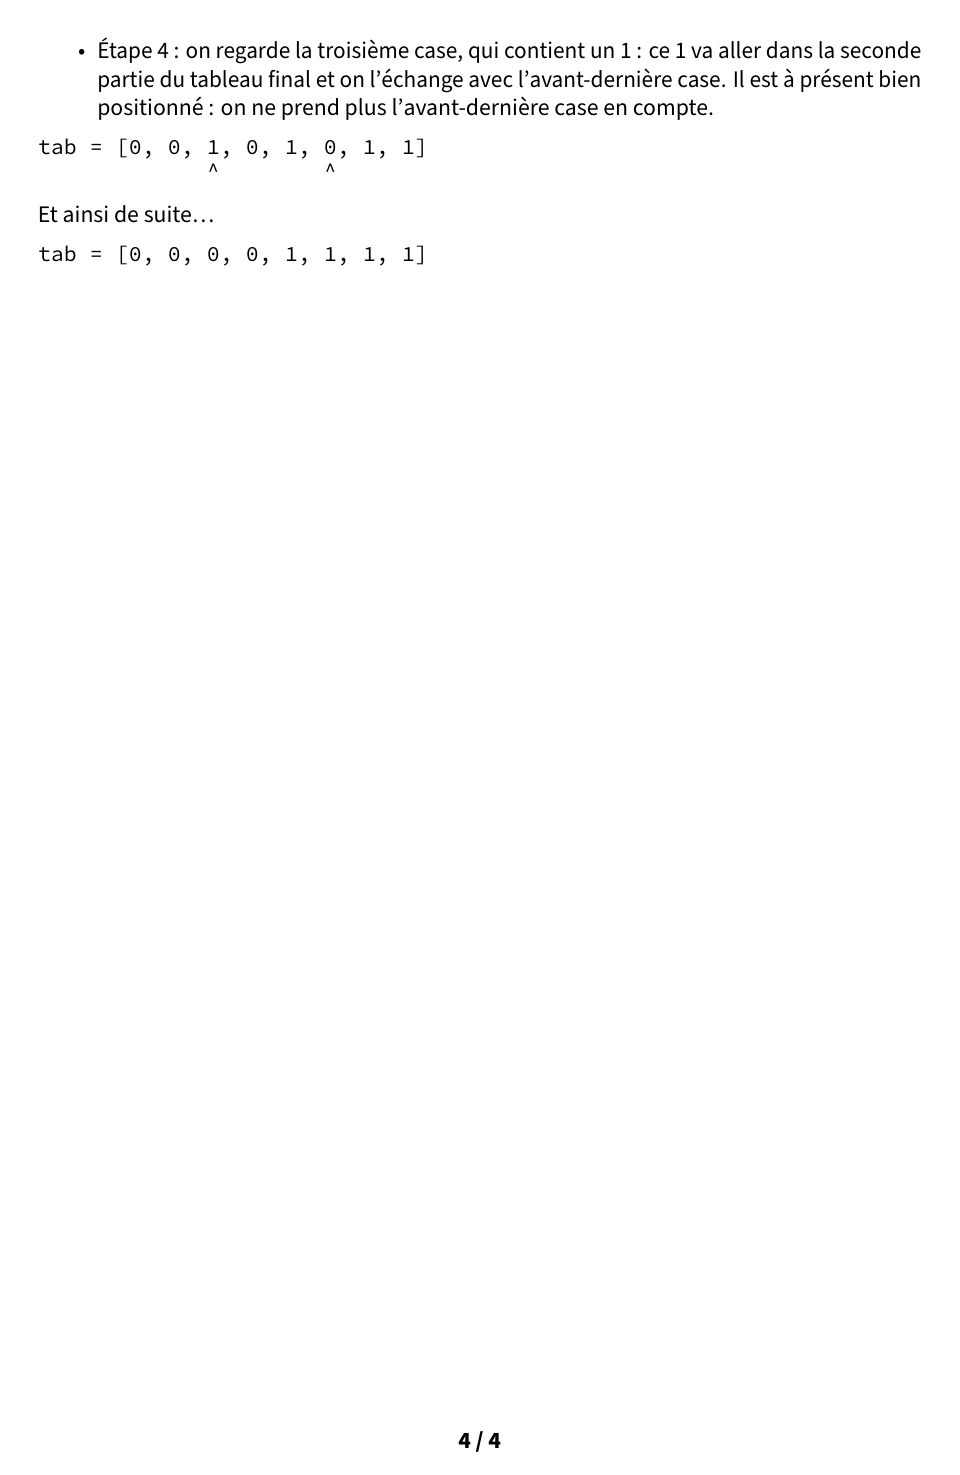 • Étape 4 : on regarde la troisième case, qui contient un 1 : ce 1 va aller dans la seconde
partie du tableau final et on l’échange avec l’avant-dernière case. Il est à présent bien
positionné : on ne prend plus l’avant-dernière case en compte.
tab = [0, 0, 1, 0, 1, 0, 1, 1]
^ ^
Et ainsi de suite…
tab = [0, 0, 0, 0, 1, 1, 1, 1]
4 / 4